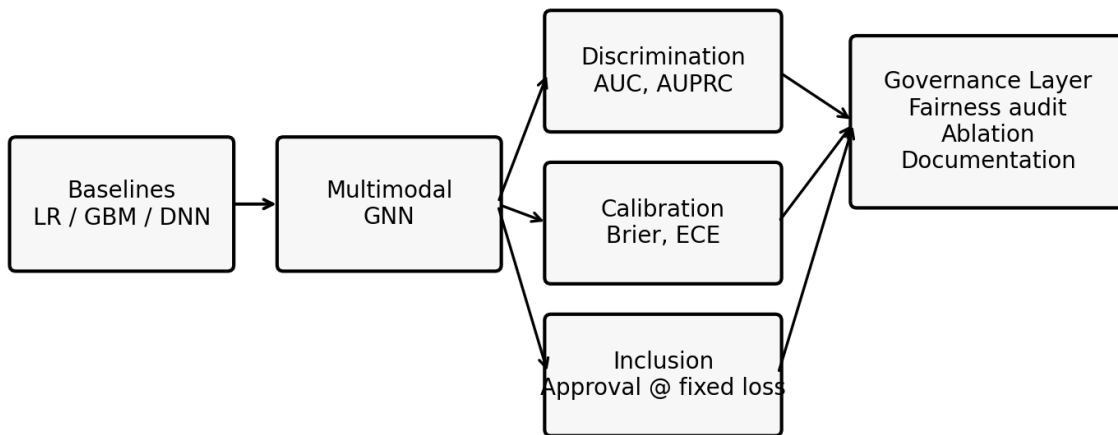 Baselines
LR / GBM / DNN
Multimodal
GNN
Discrimination
AUC, AUPRC
Calibration
Brier, ECE
Inclusion
Approval @ fixed loss
Governance Layer
Fairness audit
Ablation
Documentation